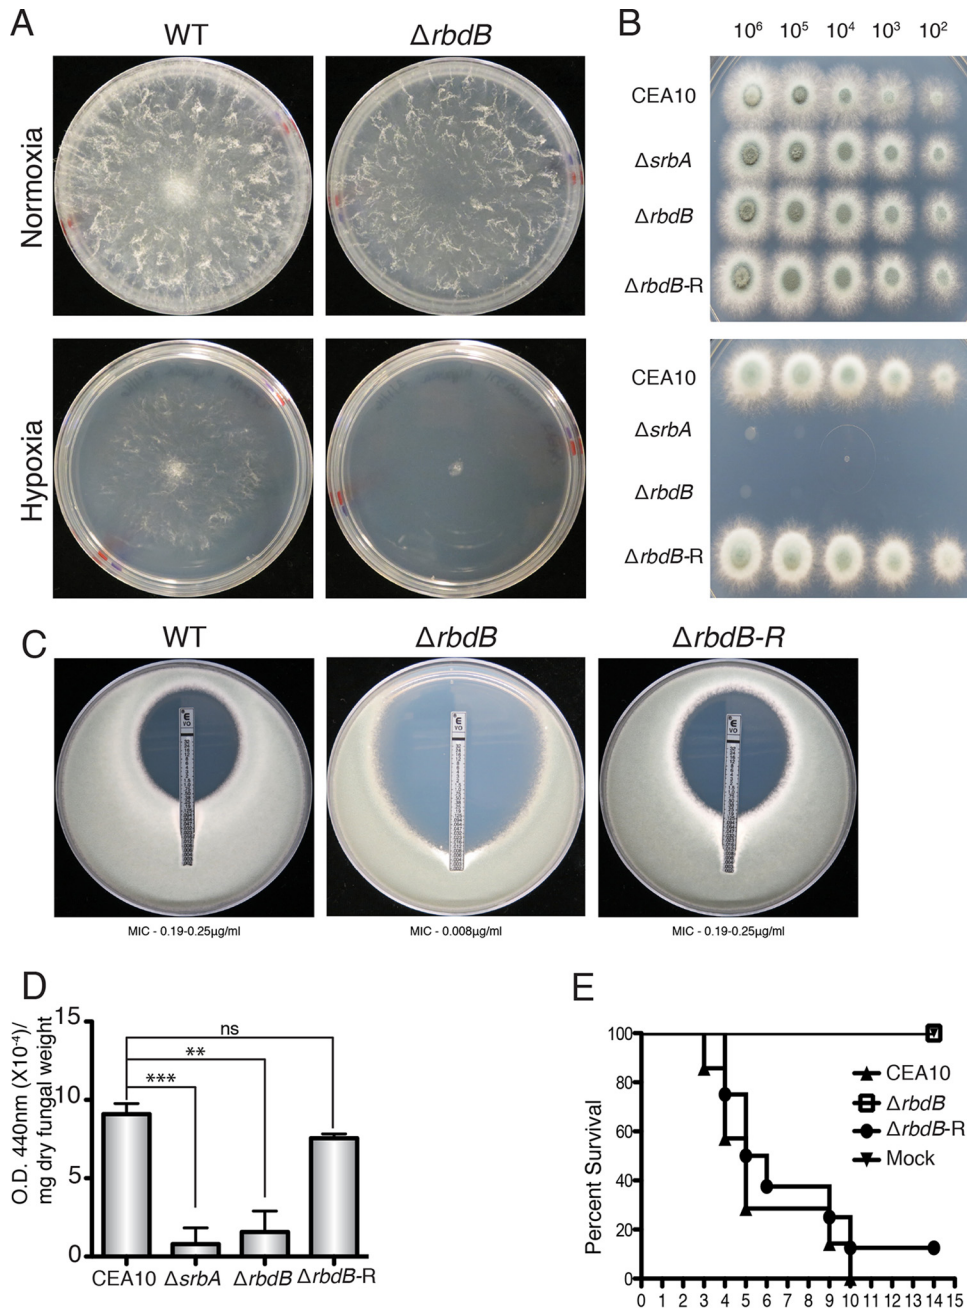 A
WT
ΔrbdB
Normoxia
Hypoxia
B
10⁶ 10⁵ 10⁴ 10³ 10²
CEA10
ΔsrbA
ΔrbdB
ΔrbdB-R
CEA10
ΔsrbA
ΔrbdB
ΔrbdB-R
C
WT
ΔrbdB
ΔrbdB-R
MIC - 0.19-0.25µg/ml
MIC - 0.008µg/ml
MIC - 0.19-0.25µg/ml
D
O.D. 440nm (X10⁻⁴)/
mg dry fungal weight
15
10
5
0
ns
**
***
CEA10 ΔsrbA ΔrbdB ΔrbdB-R
E
Percent Survival
100
80
60
40
20
0
CEA10
ΔrbdB
ΔrbdB-R
Mock
0 1 2 3 4 5 6 7 8 9 10 11 12 13 14 15